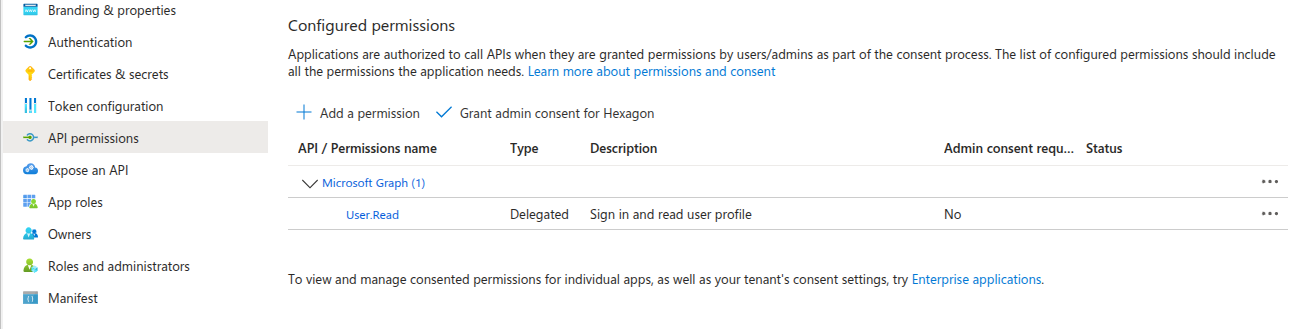 Branding & properties
Authentication
Certificates & secrets
Token configuration
API permissions
Expose an API
App roles
Owners
Roles and administrators
Manifest
Configured permissions
Applications are authorized to call APIs when they are granted permissions by users/admins as part of the consent process. The list of configured permissions should include
all the permissions the application needs. Learn more about permissions and consent
Add a permission Grant admin consent for Hexagon
API / Permissions name Type Description Admin consent requ... Status
Microsoft Graph (1)
User.Read Delegated Sign in and read user profile No
To view and manage consented permissions for individual apps, as well as your tenant's consent settings, try Enterprise applications.